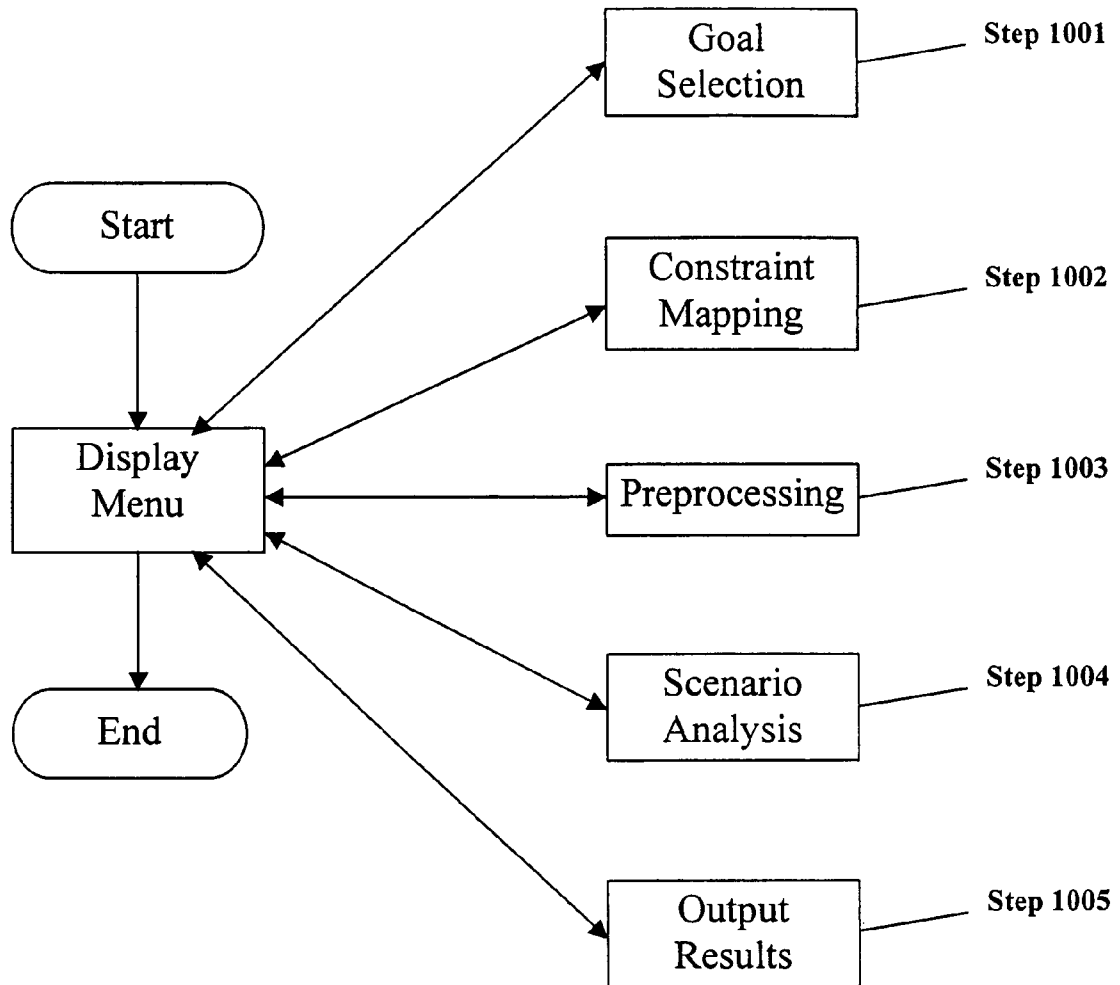 Goal
Selection
Step 1001
Start
Constraint
Mapping
Step 1002
Display
Menu
Preprocessing
Step 1003
Scenario
Analysis
Step 1004
End
Output
Results
Step 1005